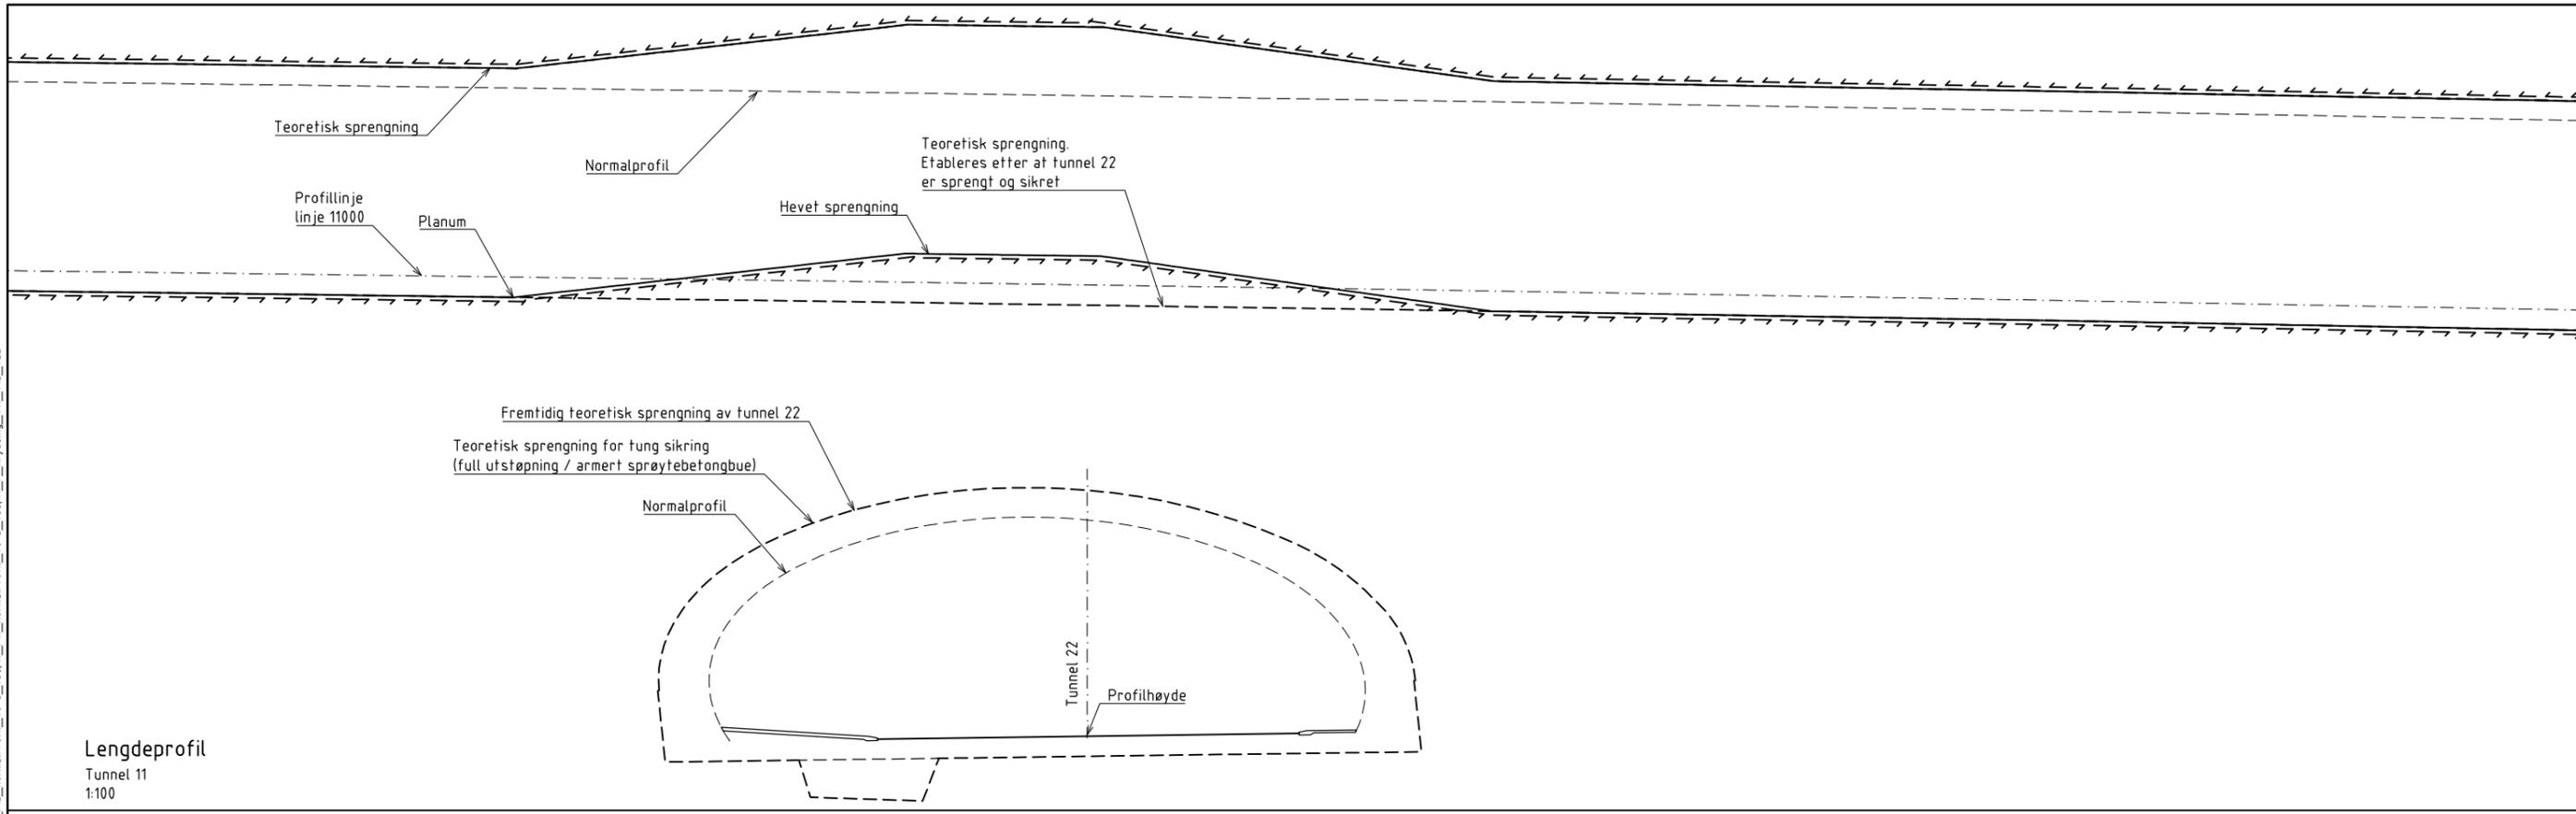 Teoretisk sprengning
Normalprofil
Teoretisk sprengning.
Etableres etter at tunnel 22
er sprengt og sikret
Profillinje
linje 11000
Planum
Hevet sprengning
Fremtidig teoretisk sprengning av tunnel 22
Teoretisk sprengning for tung sikring
(full utstøpning / armert sprøytebetongbue)
Normalprofil
Tunnel 22
Profilhøyde
Lengdeprofil
Tunnel 11
1:100